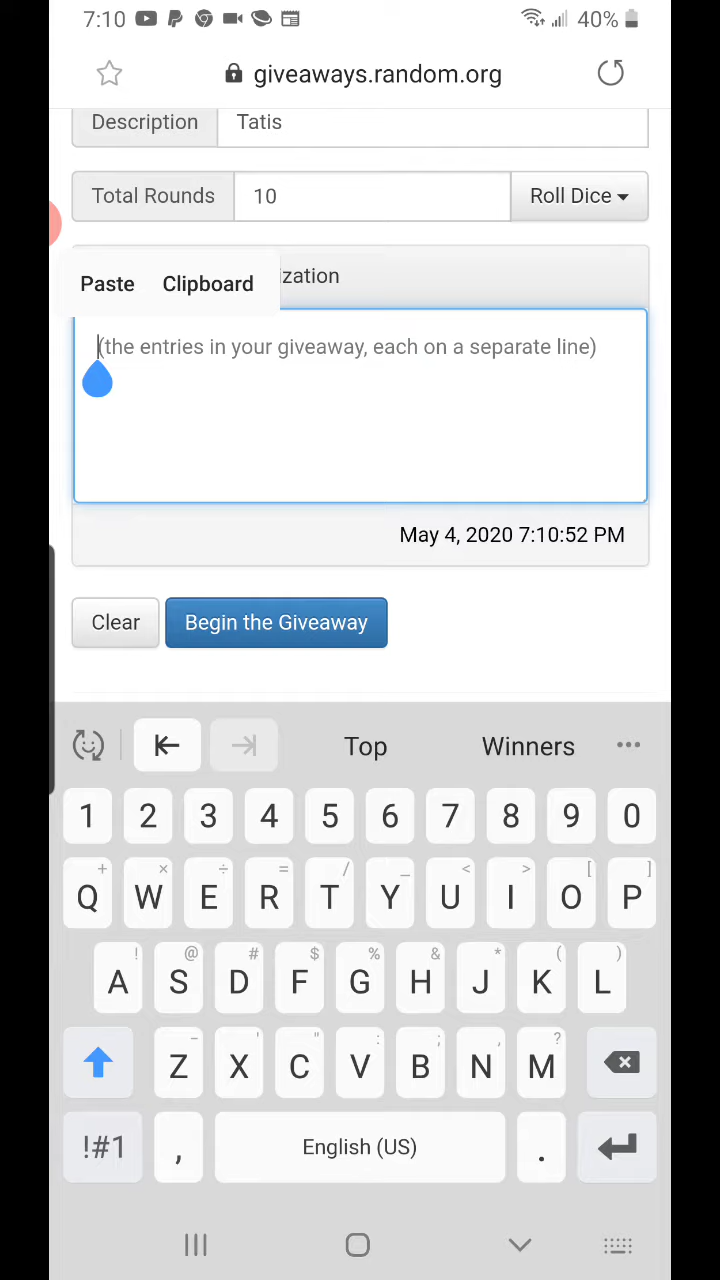 7:10 40%
giveaways.random.org
Description Tatis
Total Rounds 10 Roll Dice
Paste Clipboard ization
(the entries in your giveaway, each on a separate line)
May 4, 2020 7:10:52 PM
Clear Begin the Giveaway
Top Winners ...
1 2 3 4 5 6 7 8 9 0
+ × ÷ = / _ < > [ ]
Q W E R T Y U I O P
! @ # $ % & * ( )
A S D F G H J K L
- ' " : ; , ?
Z X C V B N M
!#1 , English (US) .